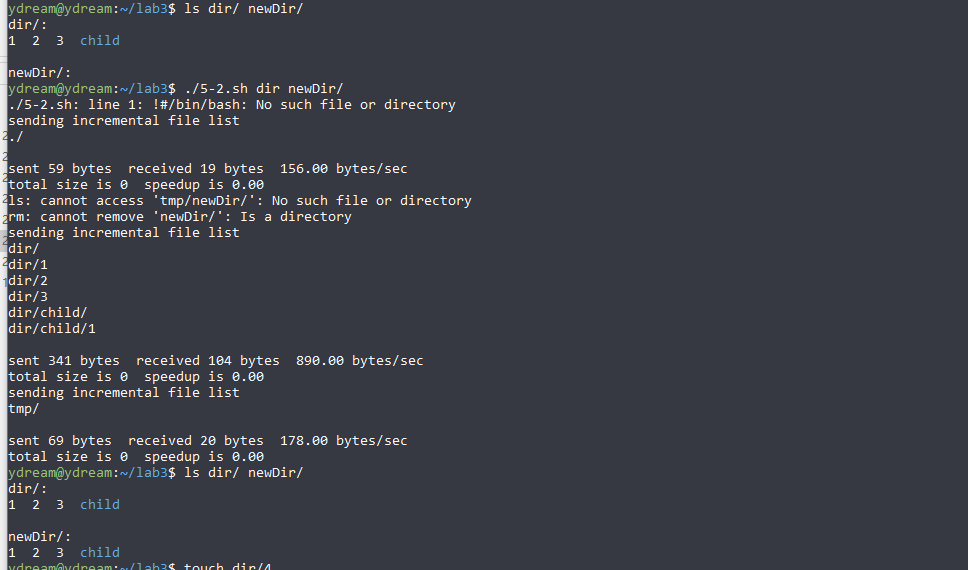 ydream@ydream:~/lab3$ ls dir/ newDir/
dir/:
1  2  3  child
newDir/:
ydream@ydream:~/lab3$ ./5-2.sh dir newDir/
./5-2.sh: line 1: !#/bin/bash: No such file or directory
sending incremental file list
./
sent 59 bytes  received 19 bytes  156.00 bytes/sec
total size is 0  speedup is 0.00
ls: cannot access 'tmp/newDir/': No such file or directory
rm: cannot remove 'newDir/': Is a directory
sending incremental file list
dir/
dir/1
dir/2
dir/3
dir/child/
dir/child/1
sent 341 bytes  received 104 bytes  890.00 bytes/sec
total size is 0  speedup is 0.00
sending incremental file list
tmp/
sent 69 bytes  received 20 bytes  178.00 bytes/sec
total size is 0  speedup is 0.00
ydream@ydream:~/lab3$ ls dir/ newDir/
dir/:
1  2  3  child
newDir/:
1  2  3  child
ydream@ydream:~/lab3$ touch dir/4